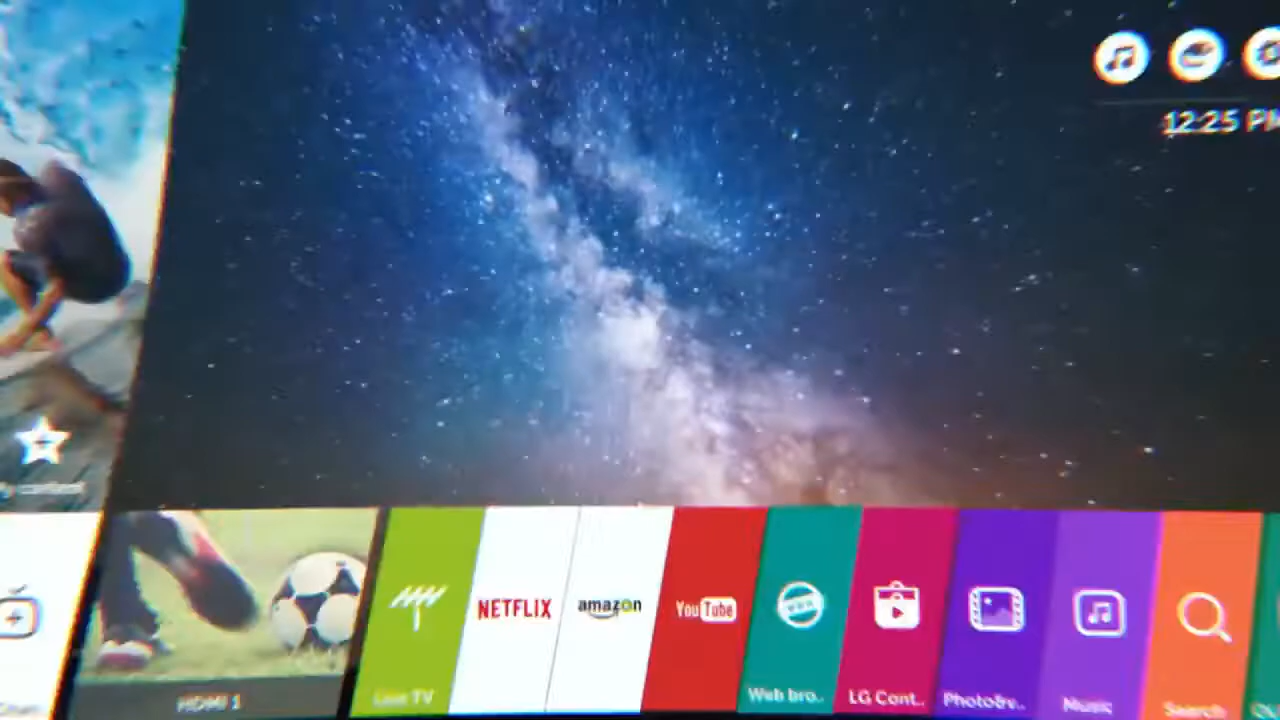 12:25 PM
NETFLIX
amazon
YouTube
HDMI 1
Live TV
Web bro..
LG Cont..
Music
Search